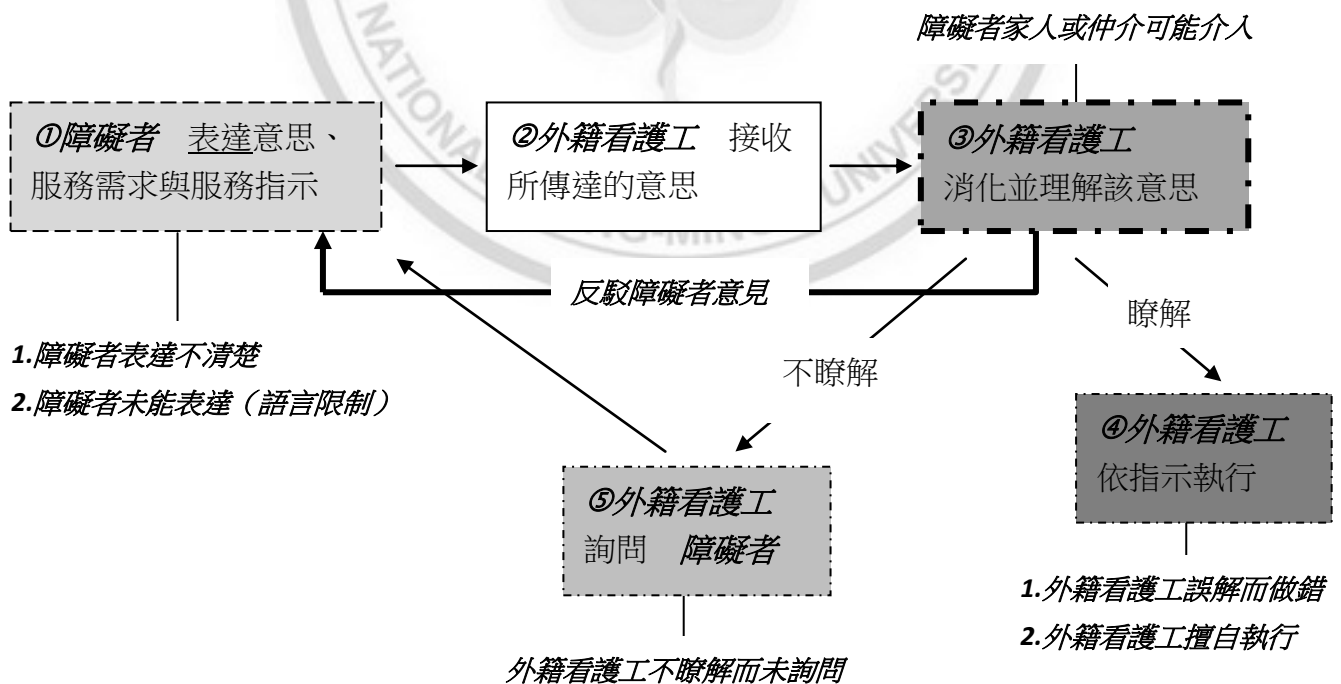 障礙者家人或仲介可能介入
①障礙者　表達意思、
服務需求與服務指示
②外籍看護工　接收
所傳達的意思
③外籍看護工
消化並理解該意思
反駁障礙者意見
瞭解
不瞭解
1.障礙者表達不清楚
2.障礙者未能表達（語言限制）
④外籍看護工
依指示執行
⑤外籍看護工
詢問　障礙者
1.外籍看護工誤解而做錯
2.外籍看護工擅自執行
外籍看護工不瞭解而未詢問